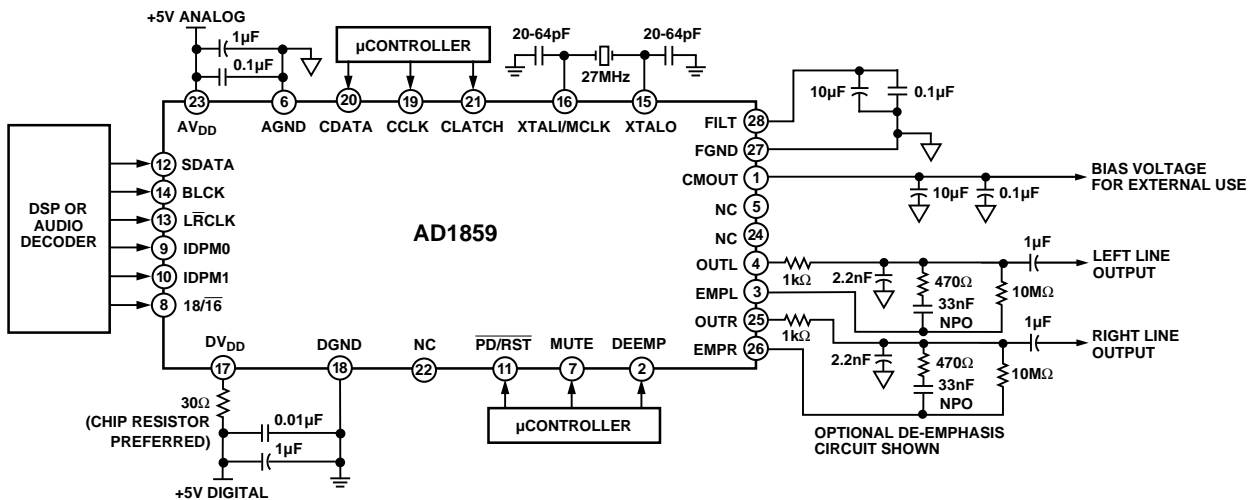 +5V ANALOG
1µF
0.1µF
µCONTROLLER
20-64pF
20-64pF
27MHz
10µF
0.1µF
23
6
20
19
21
16
15
AVDD
AGND
CDATA
CCLK
CLATCH
XTALI/MCLK
XTALO
FILT
28
FGND
27
CMOUT
1
BIAS VOLTAGE
FOR EXTERNAL USE
10µF
0.1µF
NC
5
NC
24
DSP OR
AUDIO
DECODER
12
SDATA
14
BLCK
13
LRCLK
9
IDPM0
10
IDPM1
8
18/16
AD1859
OUTL
4
1kΩ
2.2nF
470Ω
33nF
NPO
10MΩ
1µF
LEFT LINE
OUTPUT
EMPL
3
OUTR
25
1kΩ
2.2nF
470Ω
33nF
NPO
10MΩ
1µF
RIGHT LINE
OUTPUT
EMPR
26
OPTIONAL DE-EMPHASIS
CIRCUIT SHOWN
DVDD
DGND
NC
PD/RST
MUTE
DEEMP
17
18
22
11
7
2
30Ω
(CHIP RESISTOR
PREFERRED)
0.01µF
1µF
+5V DIGITAL
µCONTROLLER